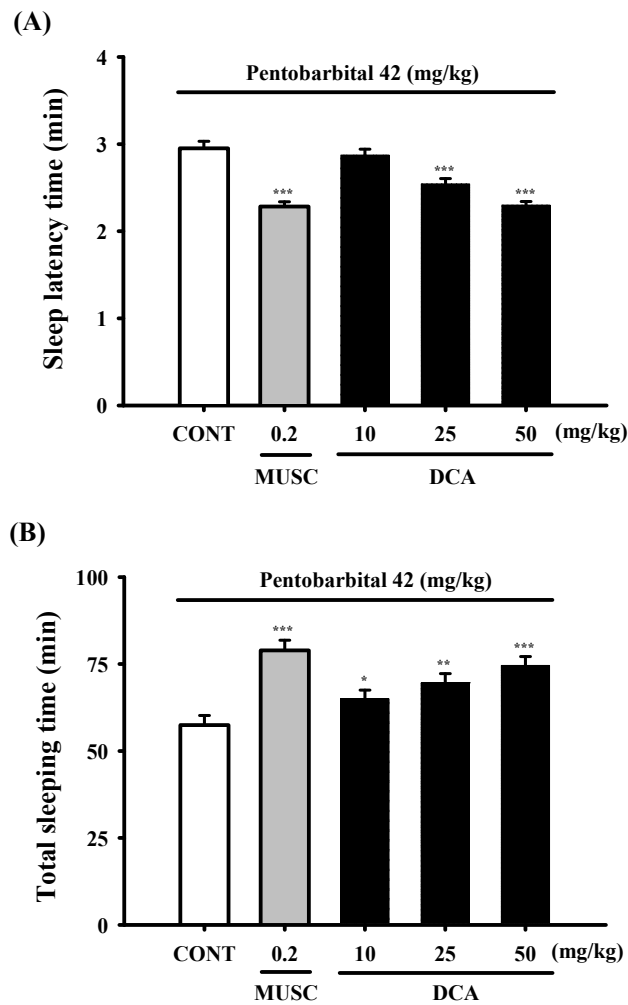 (A)
Pentobarbital 42 (mg/kg)
Sleep latency time (min)
4
3
2
1
0
***
***
***
CONT 0.2 10 25 50 (mg/kg)
MUSC DCA
(B)
Pentobarbital 42 (mg/kg)
Total sleeping time (min)
100
75
50
25
0
***
*
**
***
CONT 0.2 10 25 50 (mg/kg)
MUSC DCA